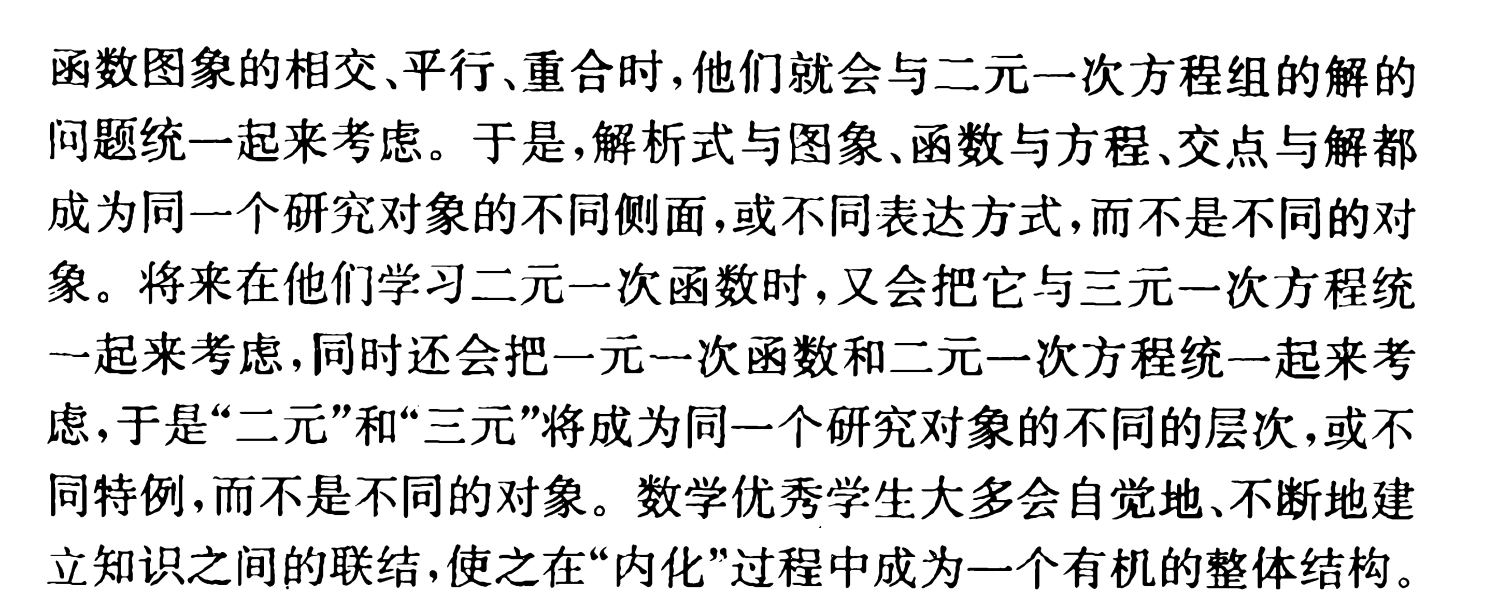 函数图象的相交、平行、重合时,他们就会与二元一次方程组的解的
问题统一起来考虑。于是,解析式与图象、函数与方程、交点与解都
成为同一个研究对象的不同侧面,或不同表达方式,而不是不同的对
象。将来在他们学习二元一次函数时,又会把它与三元一次方程统
一起来考虑,同时还会把一元一次函数和二元一次方程统一起来考
虑,于是“二元”和“三元”将成为同一个研究对象的不同的层次,或不
同特例,而不是不同的对象。数学优秀学生大多会自觉地、不断地建
立知识之间的联结,使之在“内化”过程中成为一个有机的整体结构。